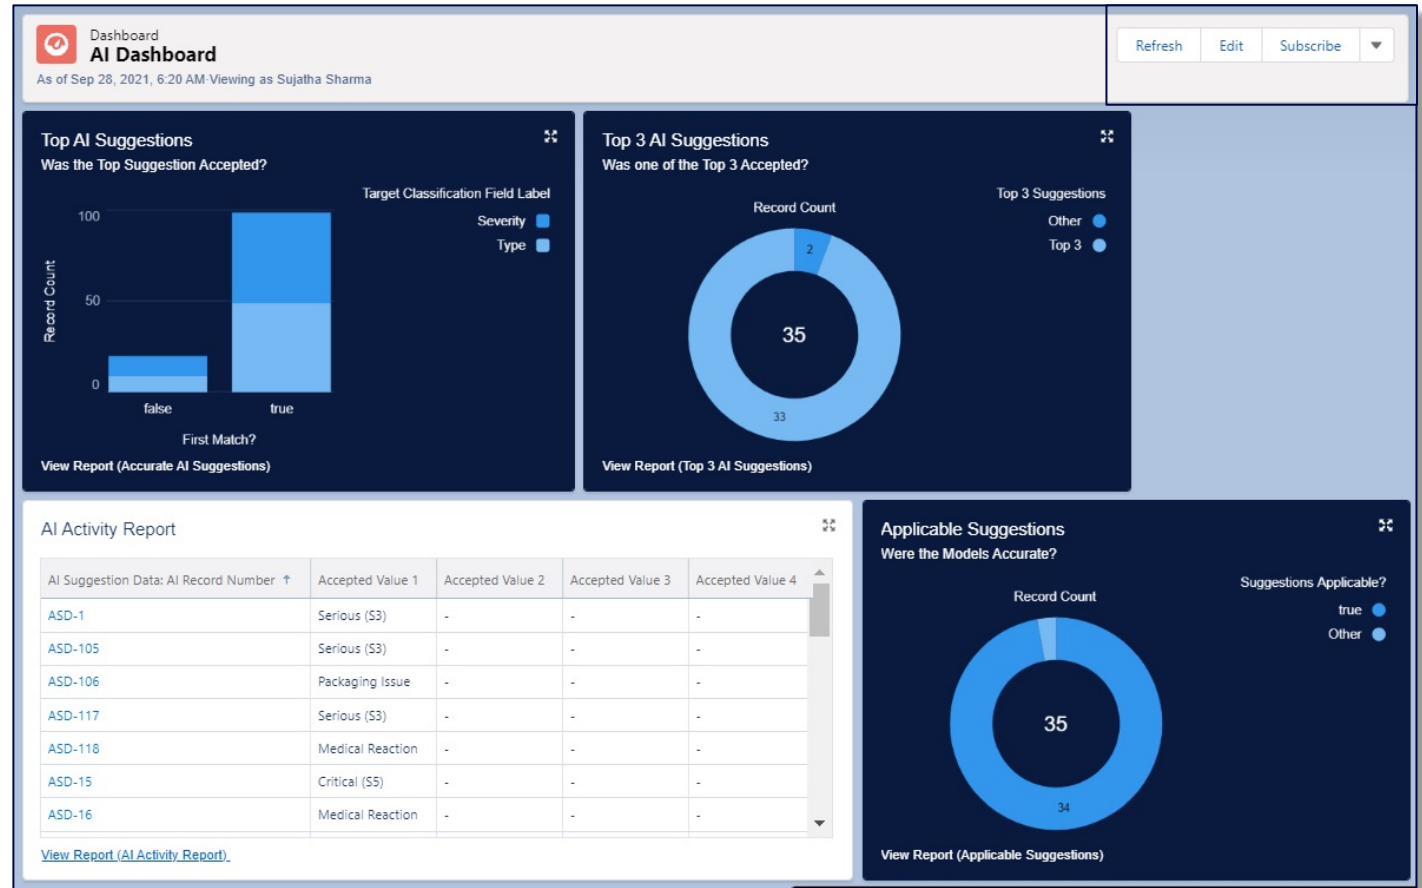 Dashboard
AI Dashboard
As of Sep 28, 2021, 6:20 AM·Viewing as Sujatha Sharma
Refresh
Edit
Subscribe
Top AI Suggestions
Was the Top Suggestion Accepted?
Target Classification Field Label
Severity
Type
Record Count
100
50
0
false
true
First Match?
View Report (Accurate AI Suggestions)
Top 3 AI Suggestions
Was one of the Top 3 Accepted?
Record Count
Top 3 Suggestions
Other
Top 3
2
35
33
View Report (Top 3 AI Suggestions)
AI Activity Report
AI Suggestion Data: AI Record Number ↑ Accepted Value 1 Accepted Value 2 Accepted Value 3 Accepted Value 4
ASD-1 Serious (S3) - - -
ASD-105 Serious (S3) - - -
ASD-106 Packaging Issue - - -
ASD-117 Serious (S3) - - -
ASD-118 Medical Reaction - - -
ASD-15 Critical (S5) - - -
ASD-16 Medical Reaction - - -
View Report (AI Activity Report)
Applicable Suggestions
Were the Models Accurate?
Record Count
Suggestions Applicable?
true
Other
35
34
View Report (Applicable Suggestions)